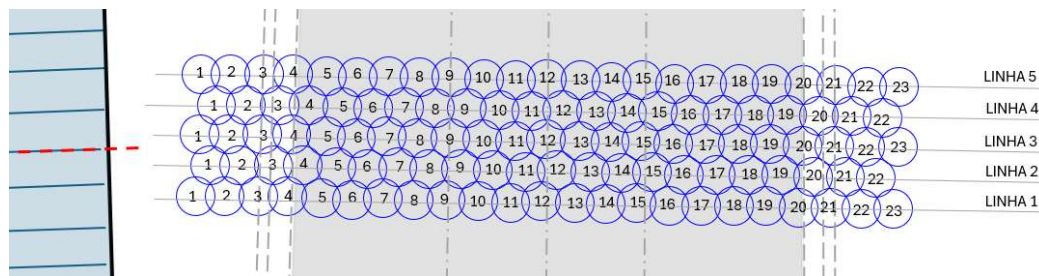 1 2 3 4 5 6 7 8 9 10 11 12 13 14 15 16 17 18 19 20 21 22 23 LINHA 5
1 2 3 4 5 6 7 8 9 10 11 12 13 14 15 16 17 18 19 20 21 22 LINHA 4
1 2 3 4 5 6 7 8 9 10 11 12 13 14 15 16 17 18 19 20 21 22 23 LINHA 3
1 2 3 4 5 6 7 8 9 10 11 12 13 14 15 16 17 18 19 20 21 22 LINHA 2
1 2 3 4 5 6 7 8 9 10 11 12 13 14 15 16 17 18 19 20 21 22 23 LINHA 1